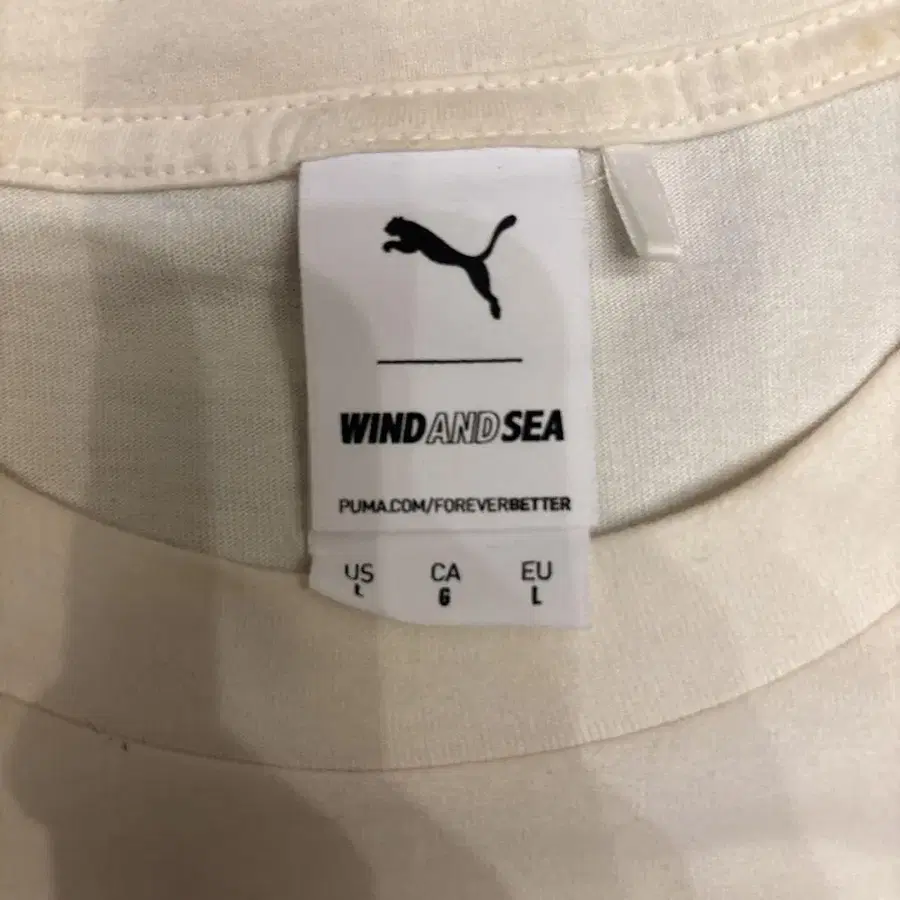 WINDANDSEA
PUMA.COM/FOREVERBETTER
US CA EU
L G L